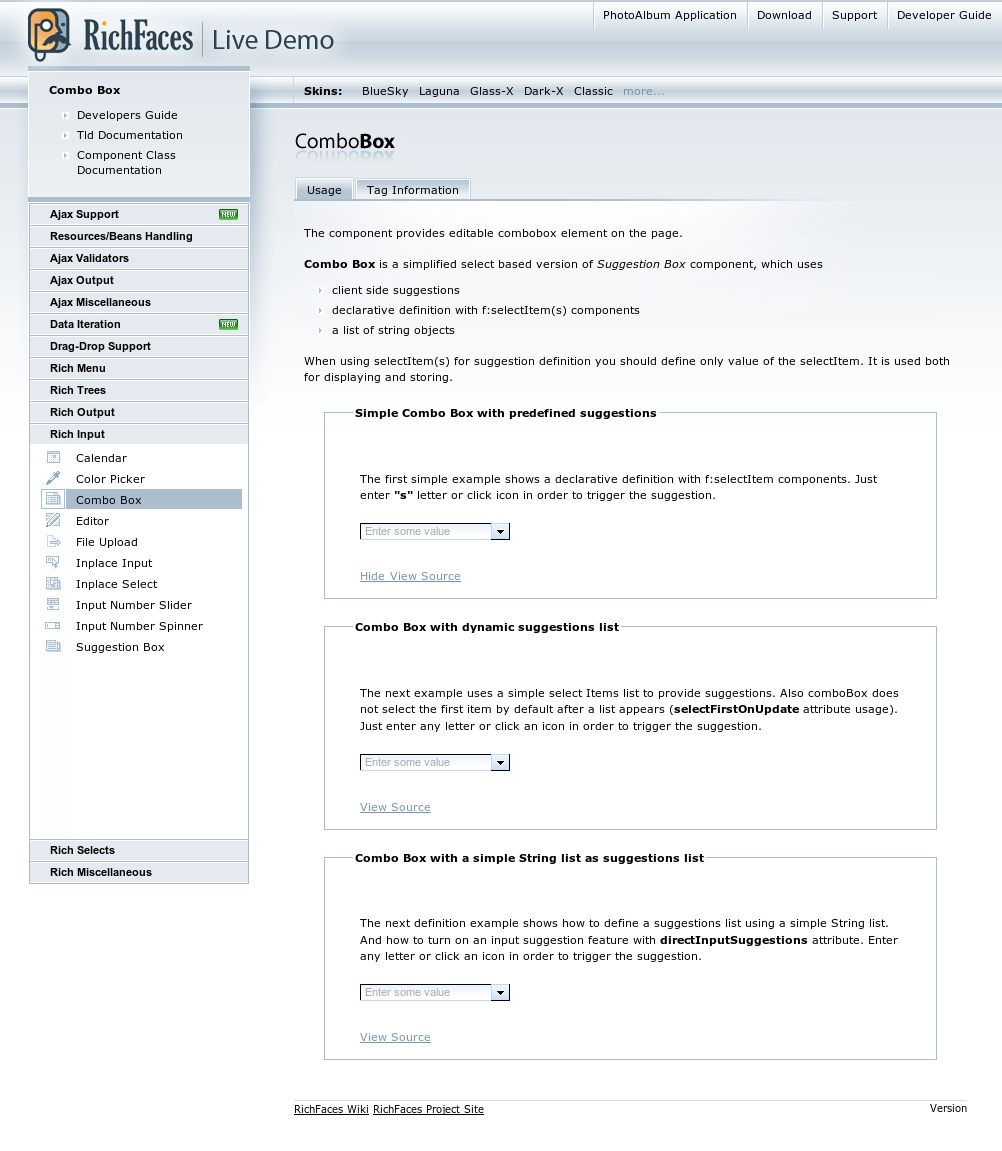 PhotoAlbum Application Download Support Developer Guide
RichFaces Live Demo
Skins: BlueSky Laguna Glass-X Dark-X Classic more...
Combo Box
Developers Guide
Tld Documentation
Component Class
Documentation
Ajax Support NEW
Resources/Beans Handling
Ajax Validators
Ajax Output
Ajax Miscellaneous
Data Iteration NEW
Drag-Drop Support
Rich Menu
Rich Trees
Rich Output
Rich Input
Calendar
Color Picker
Combo Box
Editor
File Upload
Inplace Input
Inplace Select
Input Number Slider
Input Number Spinner
Suggestion Box
Rich Selects
Rich Miscellaneous
ComboBox
Usage Tag Information
The component provides editable combobox element on the page.
Combo Box is a simplified select based version of Suggestion Box component, which uses
client side suggestions
declarative definition with f:selectItem(s) components
a list of string objects
When using selectItem(s) for suggestion definition you should define only value of the selectItem. It is used both
for displaying and storing.
Simple Combo Box with predefined suggestions
The first simple example shows a declarative definition with f:selectItem components. Just
enter "s" letter or click icon in order to trigger the suggestion.
Enter some value
Hide View Source
Combo Box with dynamic suggestions list
The next example uses a simple select Items list to provide suggestions. Also comboBox does
not select the first item by default after a list appears (selectFirstOnUpdate attribute usage).
Just enter any letter or click an icon in order to trigger the suggestion.
Enter some value
View Source
Combo Box with a simple String list as suggestions list
The next definition example shows how to define a suggestions list using a simple String list.
And how to turn on an input suggestion feature with directInputSuggestions attribute. Enter
any letter or click an icon in order to trigger the suggestion.
Enter some value
View Source
RichFaces Wiki RichFaces Project Site Version